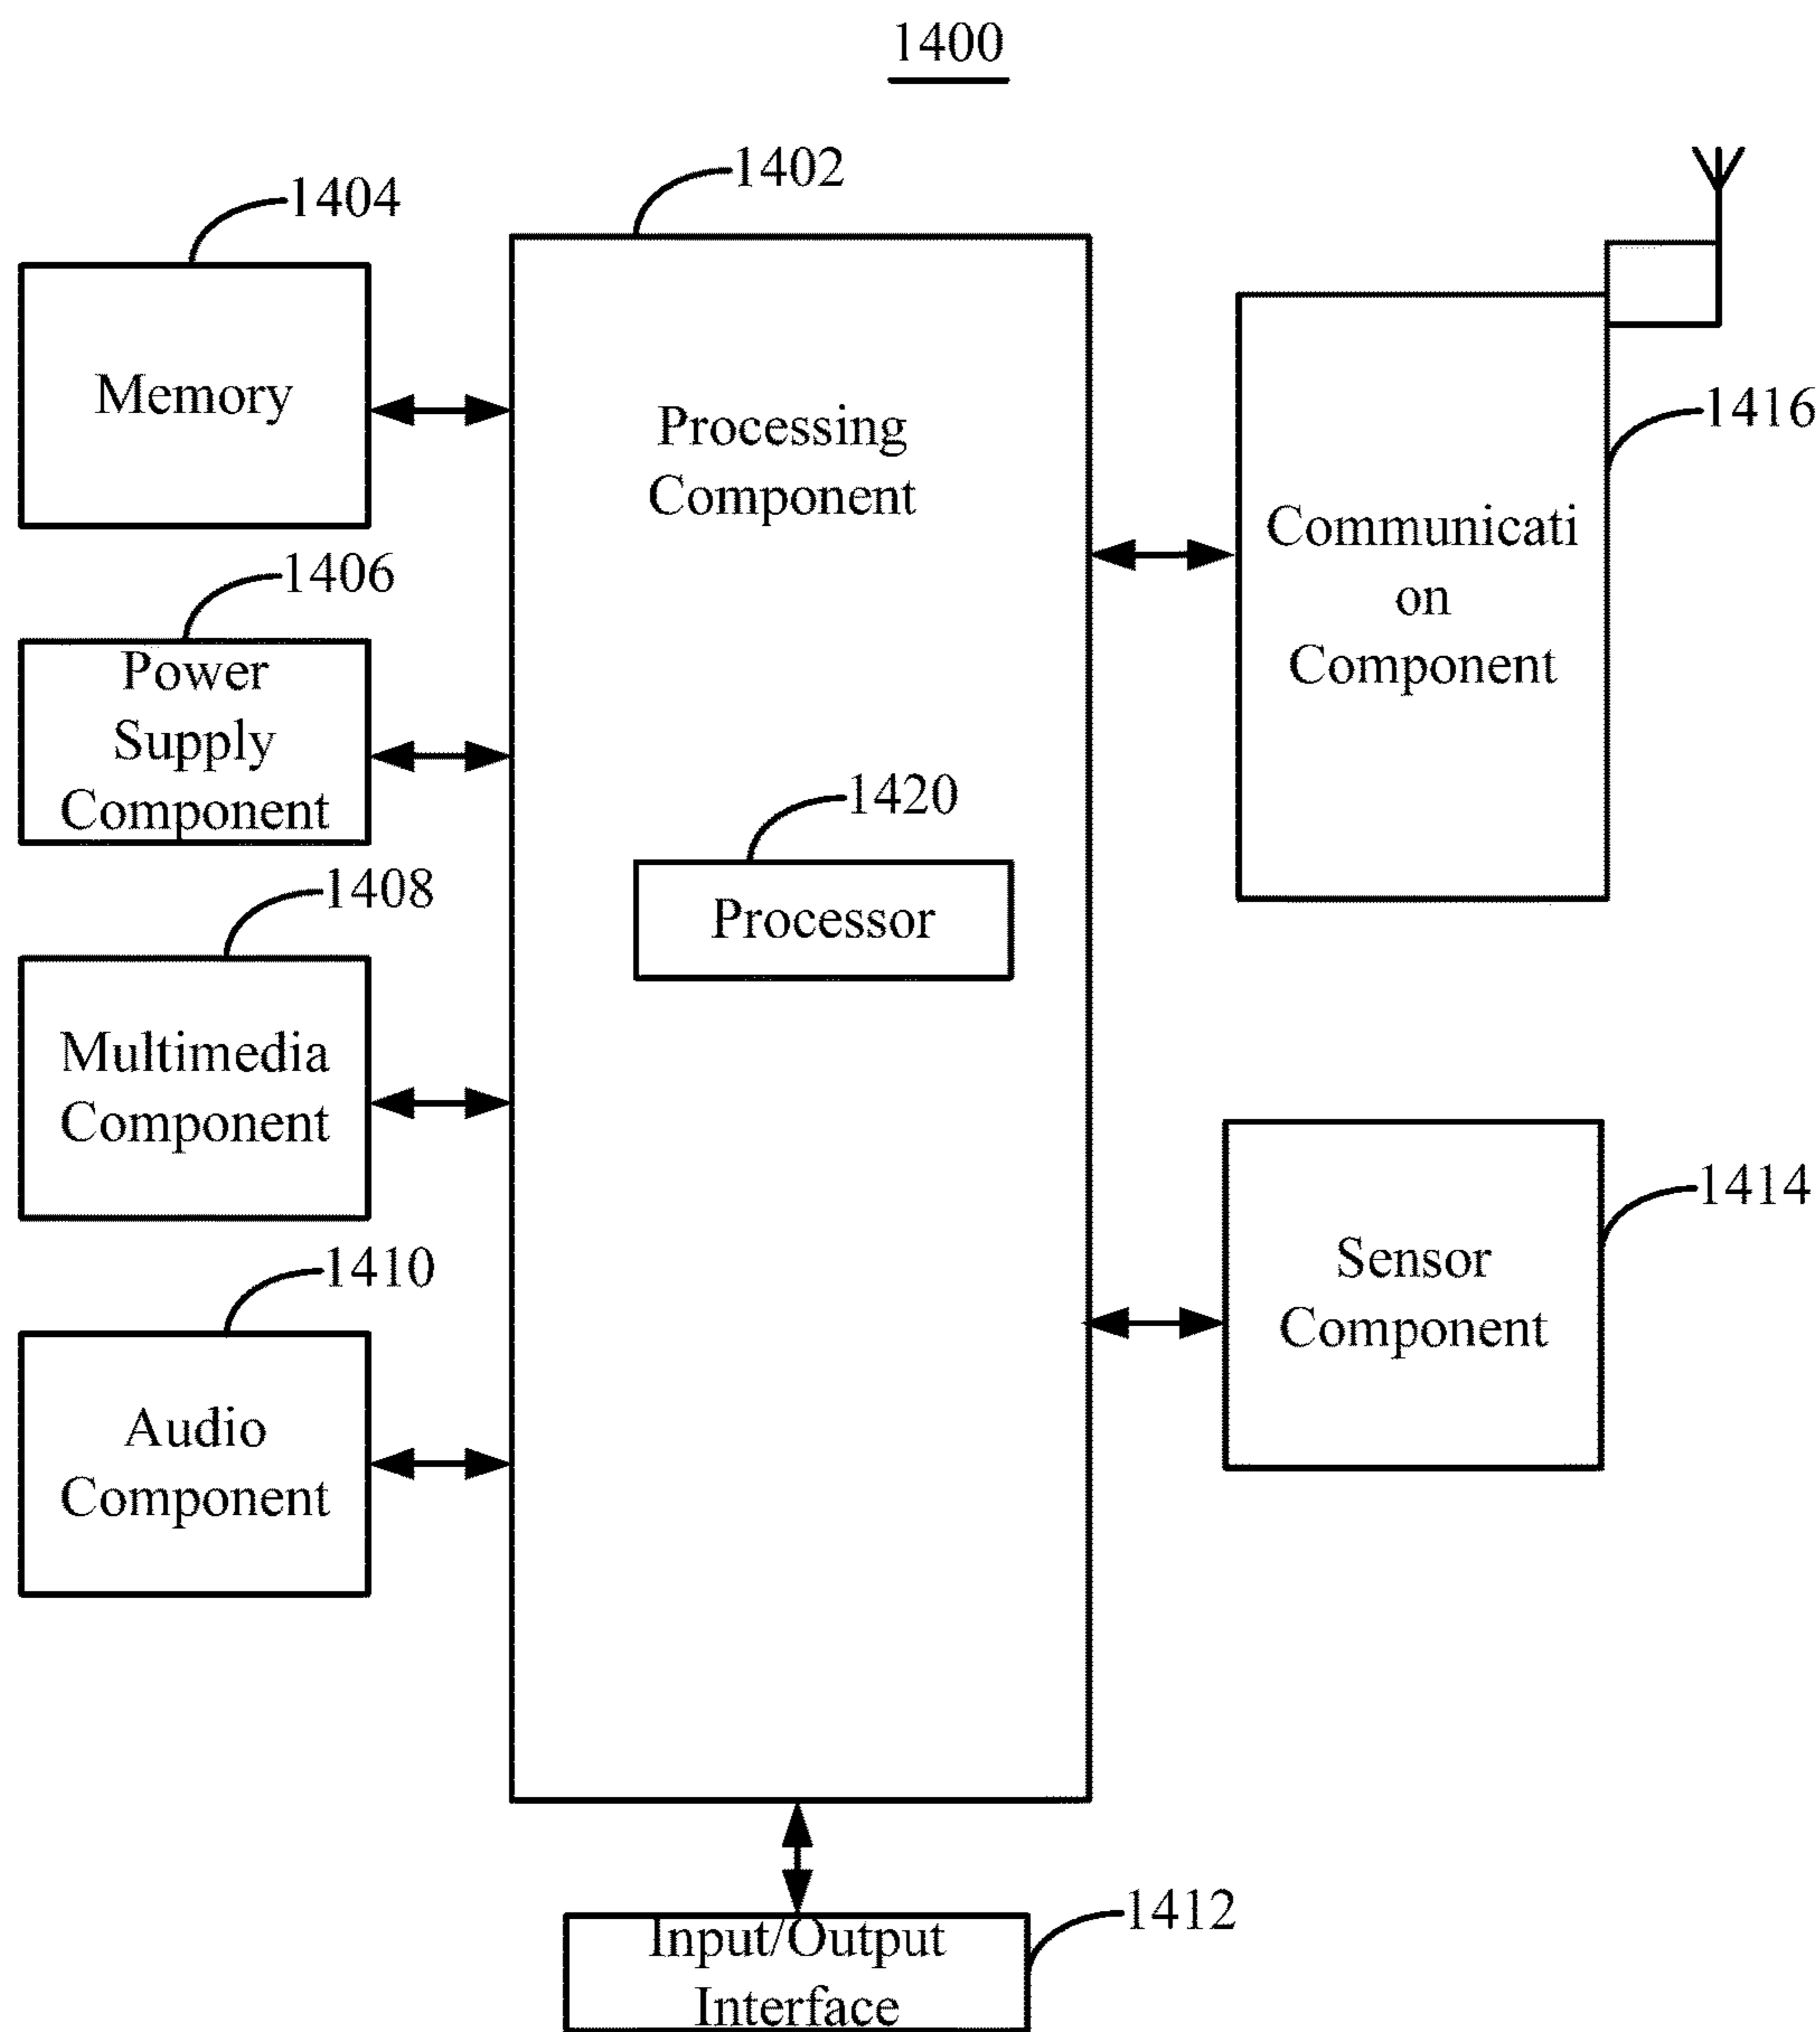 1400
1402
1404
Memory
Processing
Component
1416
Communicati
on
Component
1406
Power
Supply
Component
1420
Processor
1408
Multimedia
Component
1414
Sensor
Component
1410
Audio
Component
1412
Input/Output
Interface